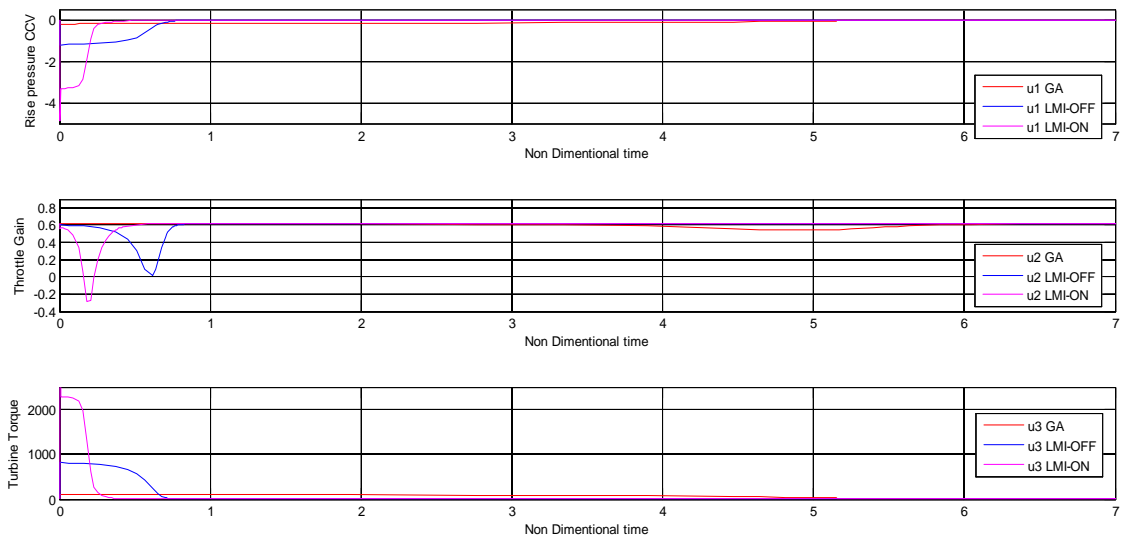 Rise pressure CCV
0
-2
-4
u1 GA
u1 LMI-OFF
u1 LMI-ON
0 1 2 3 4 5 6 7
Non Dimentional time
Throttle Gain
0.8
0.6
0.4
0.2
0
-0.2
-0.4
u2 GA
u2 LMI-OFF
u2 LMI-ON
0 1 2 3 4 5 6 7
Non Dimentional time
Turbine Torque
2000
1000
0
u3 GA
u3 LMI-OFF
u3 LMI-ON
0 1 2 3 4 5 6 7
Non Dimentional time